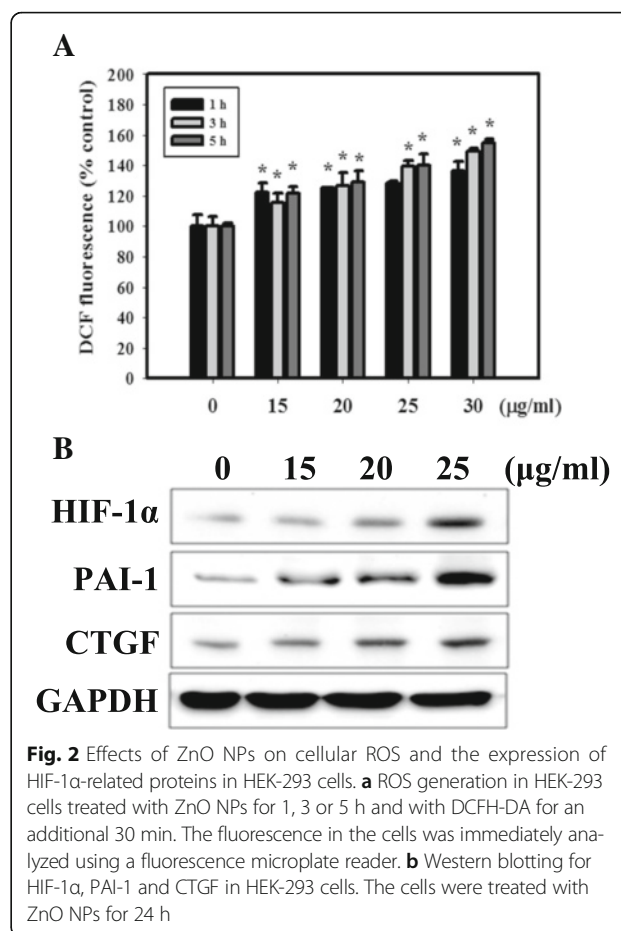 A
DCF fluorescence (% control)
200
180
160
140
120
100
80
60
40
20
0
1 h
3 h
5 h
* * *
* * *
* *
* * *
0 15 20 25 30 (µg/ml)
B
0 15 20 25 (µg/ml)
HIF-1α
PAI-1
CTGF
GAPDH
Fig. 2 Effects of ZnO NPs on cellular ROS and the expression of
HIF-1α-related proteins in HEK-293 cells. a ROS generation in HEK-293
cells treated with ZnO NPs for 1, 3 or 5 h and with DCFH-DA for an
additional 30 min. The fluorescence in the cells was immediately ana-
lyzed using a fluorescence microplate reader. b Western blotting for
HIF-1α, PAI-1 and CTGF in HEK-293 cells. The cells were treated with
ZnO NPs for 24 h